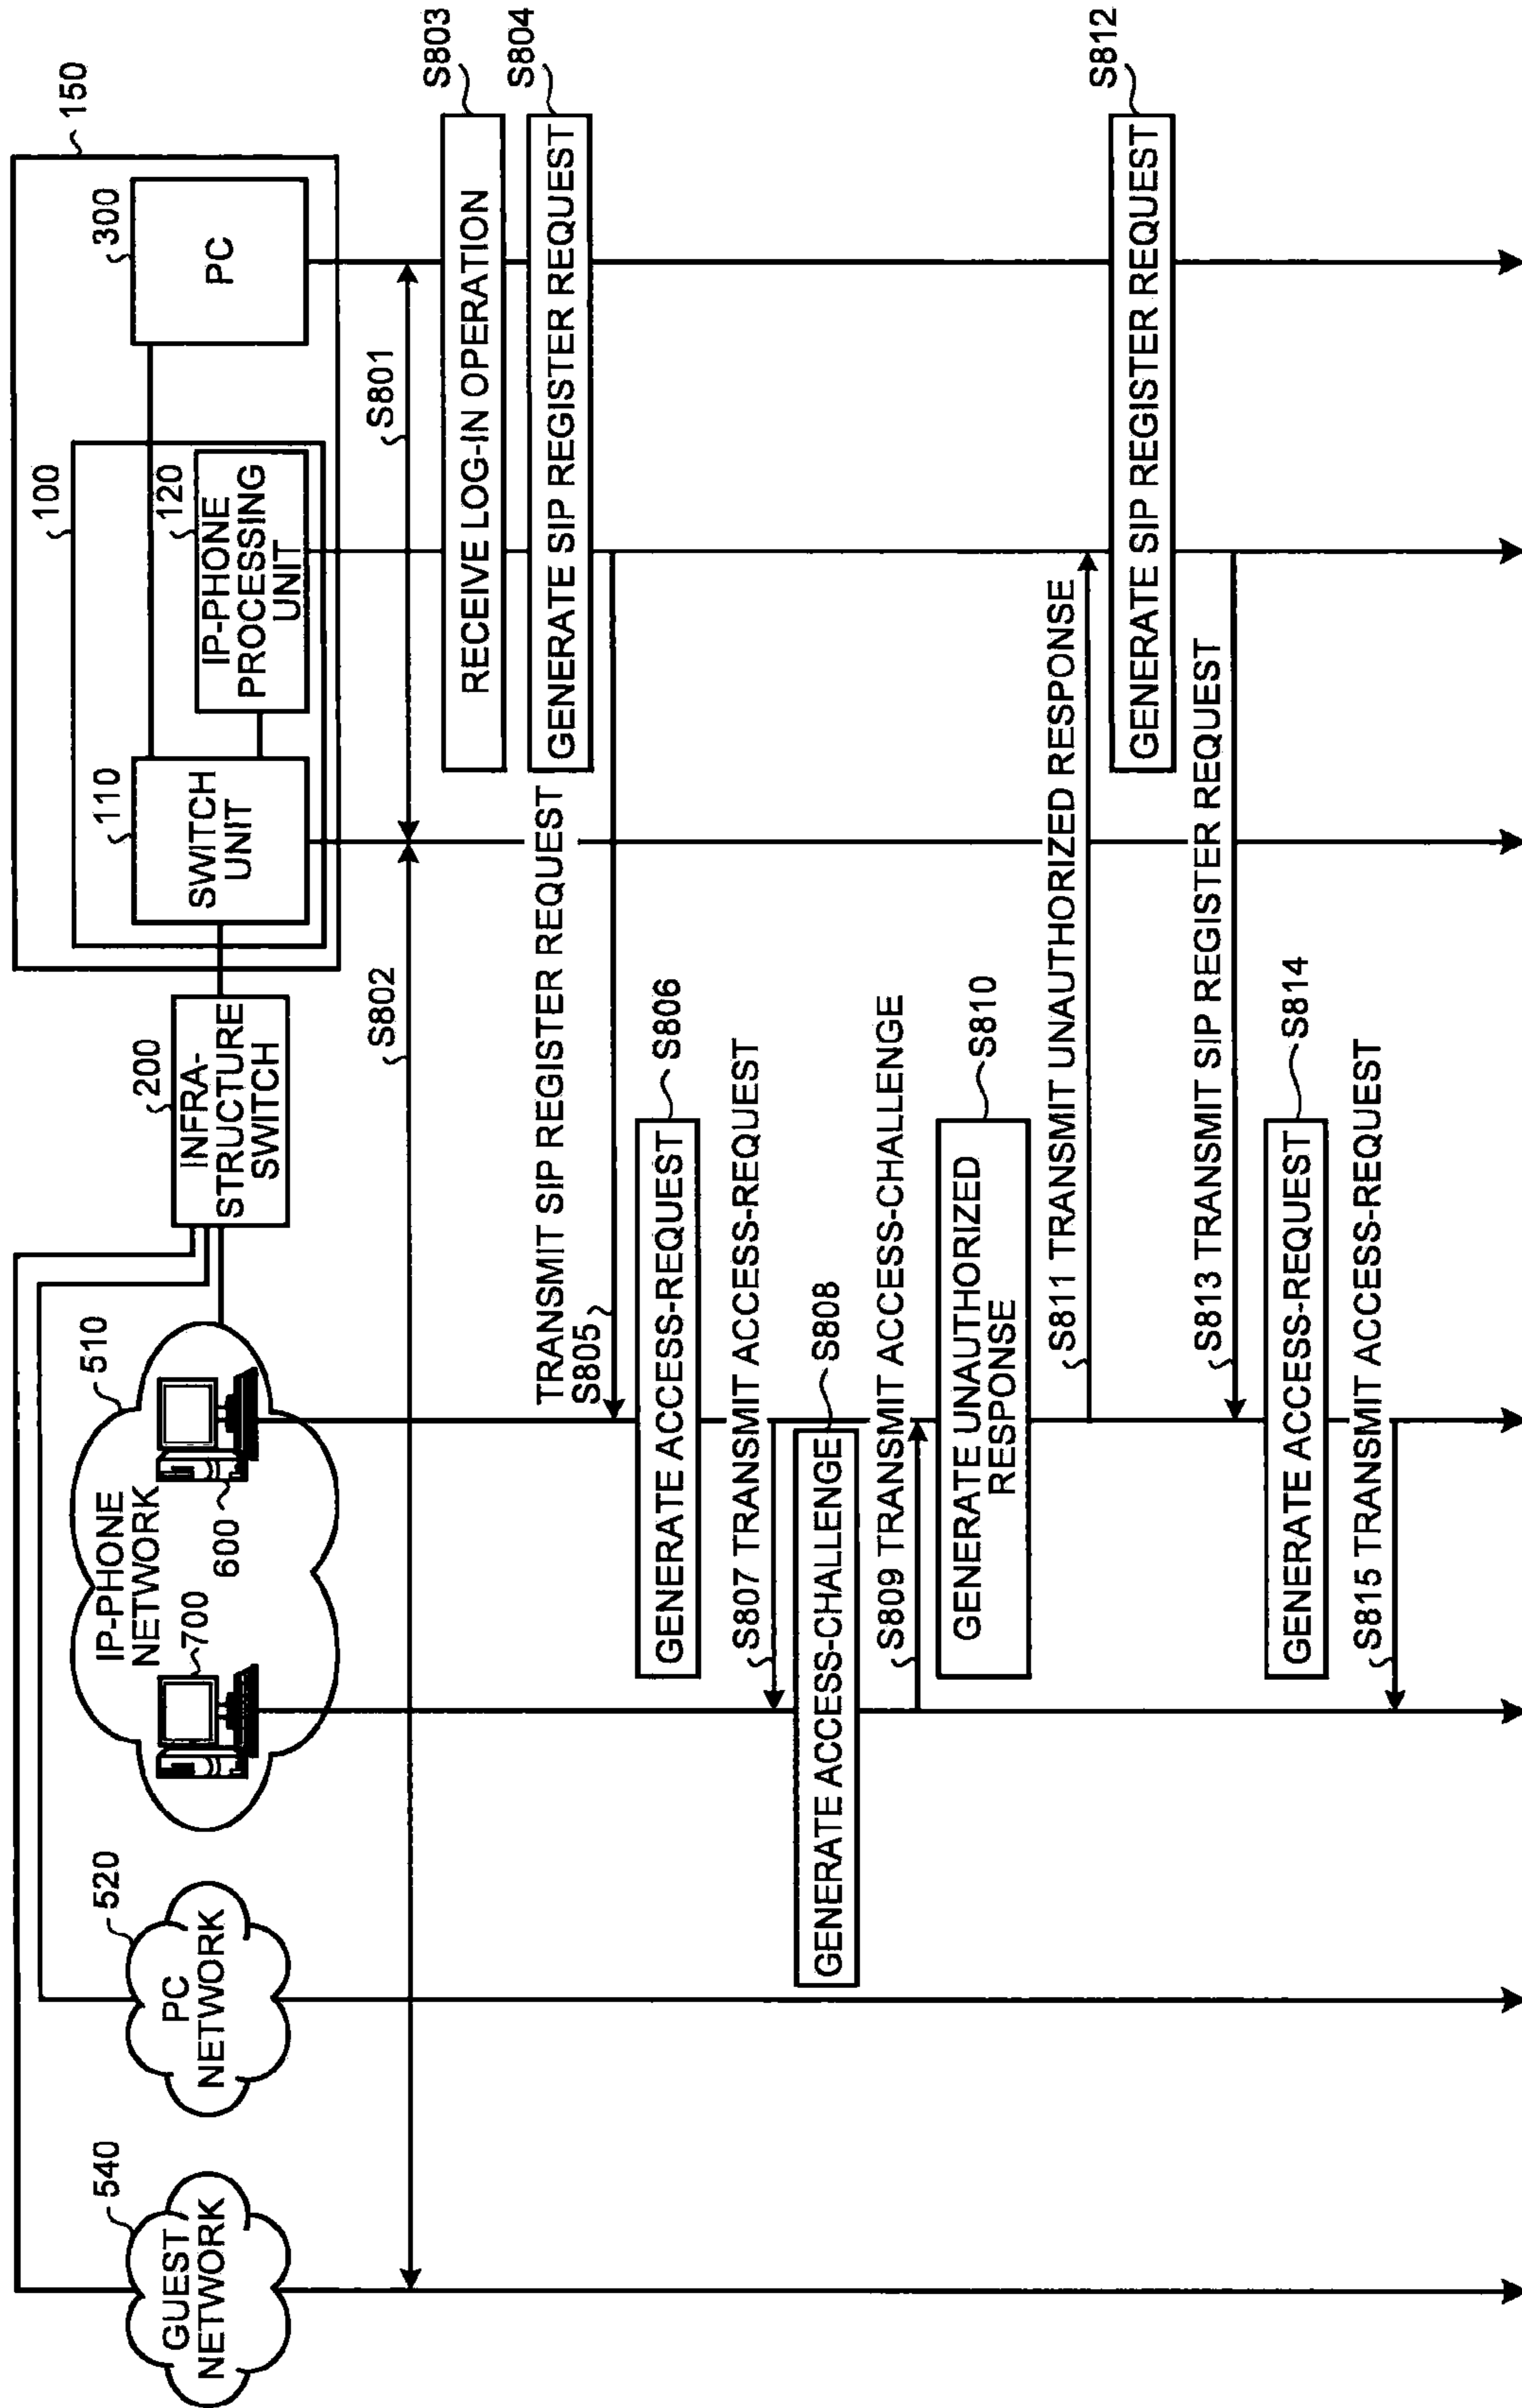 150
300
PC
100
120
IP-PHONE
PROCESSING
UNIT
110
SWITCH
UNIT
200
INFRA-
STRUCTURE
SWITCH
510
IP-PHONE
NETWORK
600
700
520
PC
NETWORK
540
GUEST
NETWORK
S801
S802
RECEIVE LOG-IN OPERATION
S803
GENERATE SIP REGISTER REQUEST
S804
TRANSMIT SIP REGISTER REQUEST
S805
GENERATE ACCESS-REQUEST
S806
S807 TRANSMIT ACCESS-REQUEST
GENERATE ACCESS-CHALLENGE
S808
S809 TRANSMIT ACCESS-CHALLENGE
GENERATE UNAUTHORIZED
RESPONSE
S810
S811 TRANSMIT UNAUTHORIZED RESPONSE
GENERATE SIP REGISTER REQUEST
S812
S813 TRANSMIT SIP REGISTER REQUEST
GENERATE ACCESS-REQUEST
S814
S815 TRANSMIT ACCESS-REQUEST